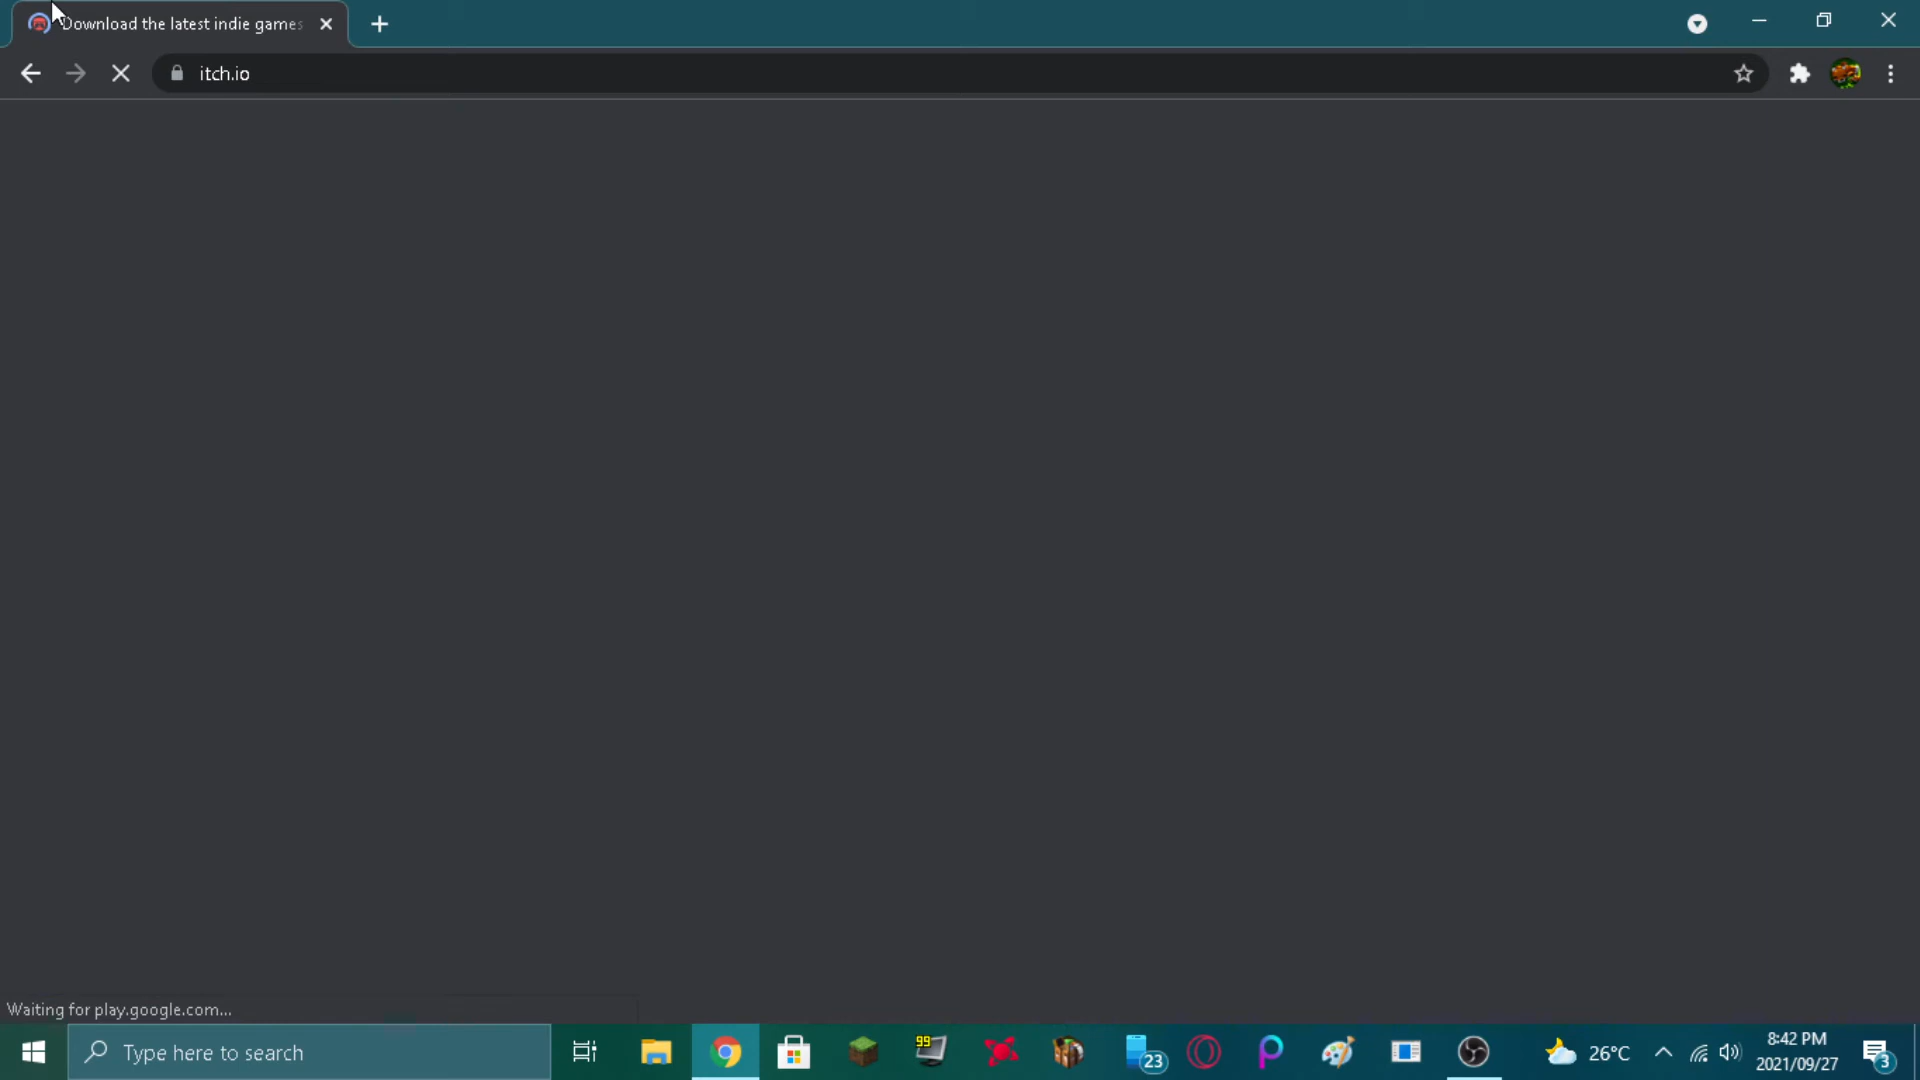 Download the latest indie games
itch.io
Waiting for play.google.com...
Type here to search
99
23
26°C
8:42 PM
2021/09/27
3